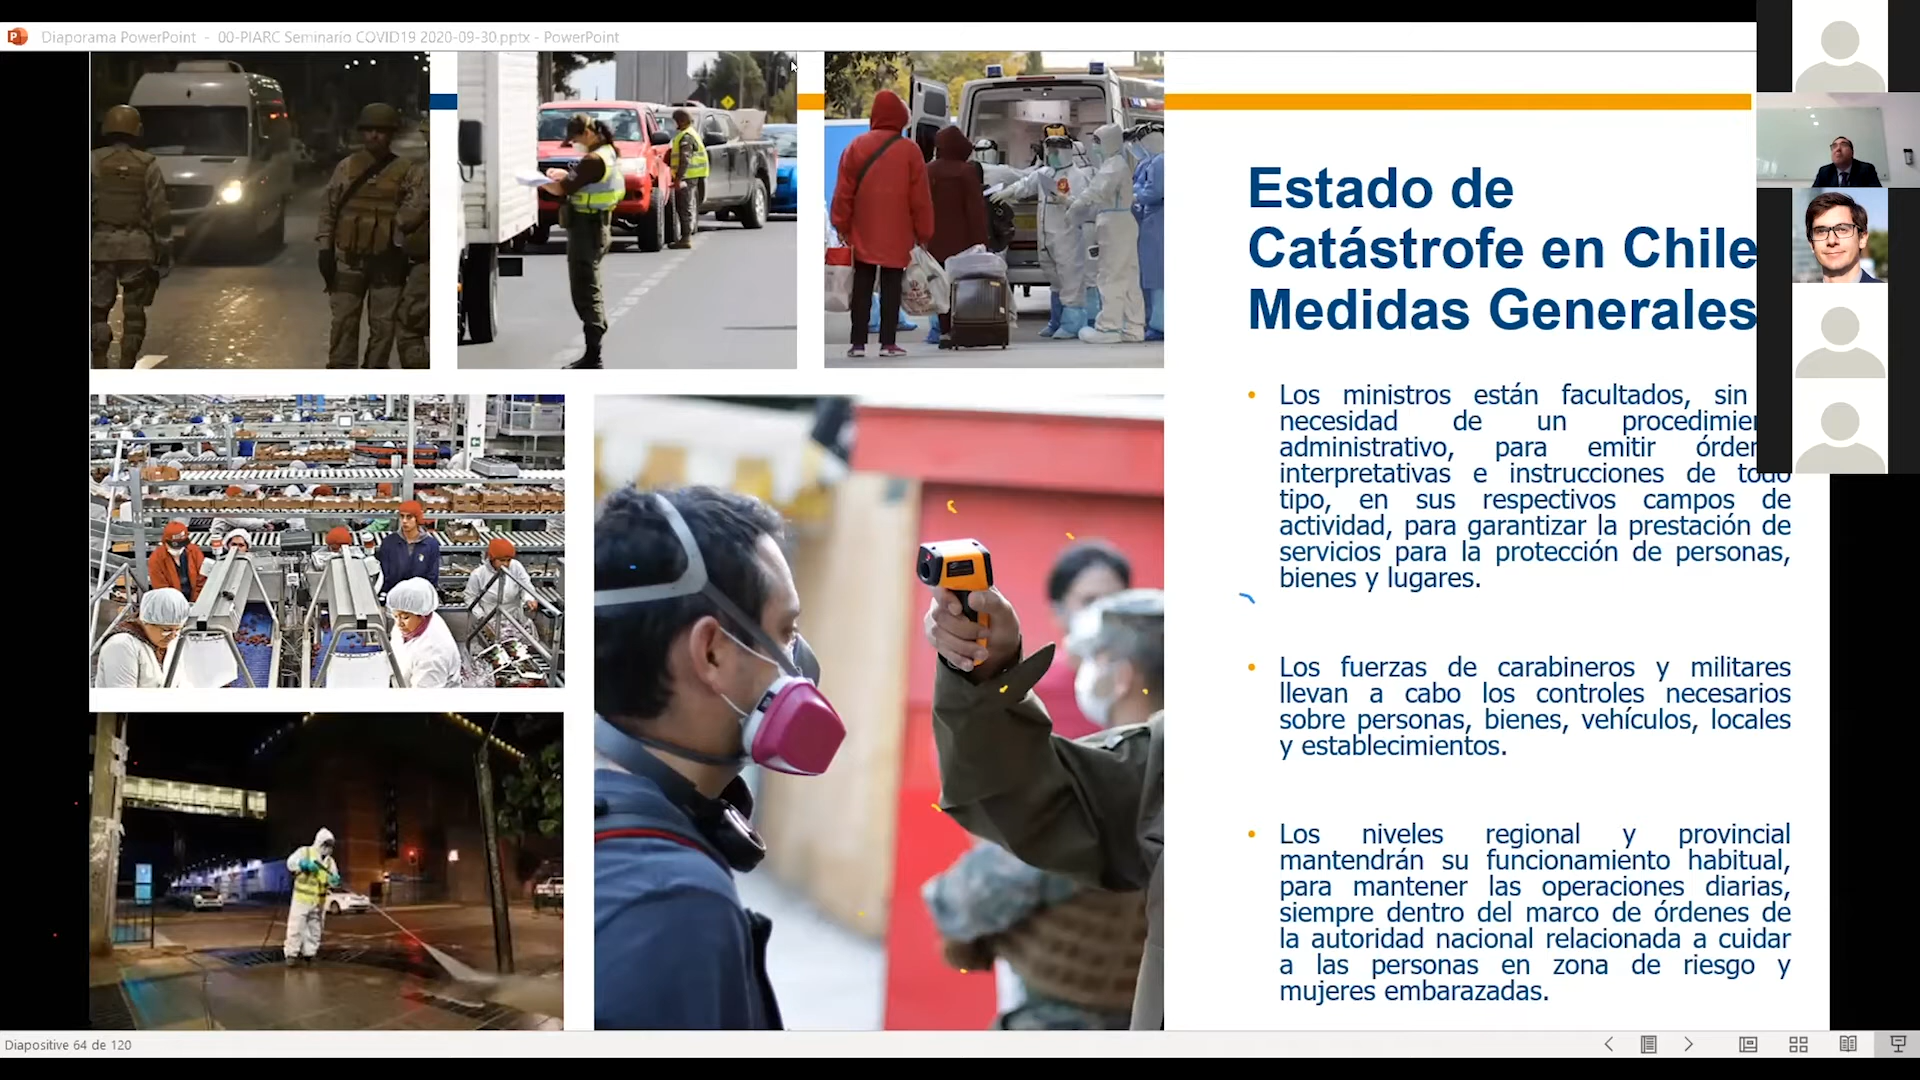 Diaporama PowerPoint - 00-PIARC Seminario COVID19 2020-09-30.pptx - PowerPoint
Estado de
Catástrofe en Chile
Medidas Generales
• Los ministros están facultados, sin
necesidad de un
administrativo, para emitir
interpretativas e instrucciones de todo
tipo, en sus respectivos campos de
actividad, para garantizar la prestación de
servicios para la protección de personas,
bienes y lugares.
• Los fuerzas de carabineros y militares
llevan a cabo los controles necesarios
sobre personas, bienes, vehículos, locales
y establecimientos.
• Los niveles regional y provincial
mantendrán su funcionamiento habitual,
para mantener las operaciones diarias,
siempre dentro del marco de órdenes de
la autoridad nacional relacionada a cuidar
a las personas en zona de riesgo y
mujeres embarazadas.
Diapositive 64 de 120